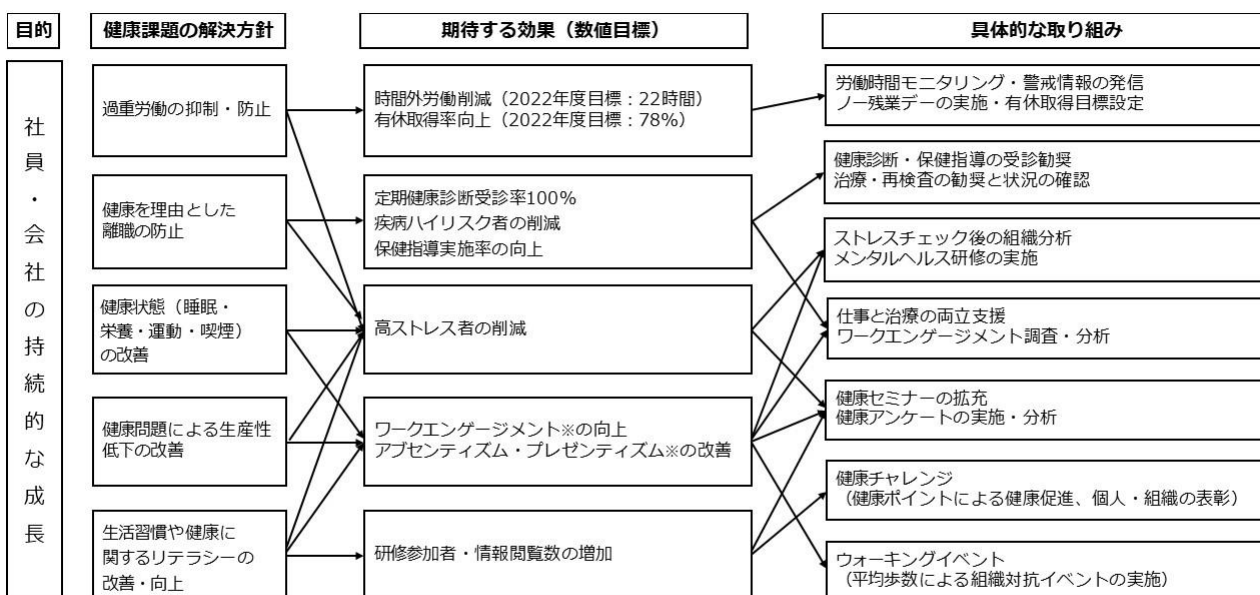 目的
健康課題の解決方針
期待する効果（数値目標）
具体的な取り組み
社員・会社の持続的な成長
過重労働の抑制・防止
健康を理由とした
離職の防止
健康状態（睡眠・
栄養・運動・喫煙）
の改善
健康問題による生産性
低下の改善
生活習慣や健康に
関するリテラシーの
改善・向上
時間外労働削減（2022年度目標：22時間）
有休取得率向上（2022年度目標：78%）
定期健康診断受診率100%
疾病ハイリスク者の削減
保健指導実施率の向上
高ストレス者の削減
ワークエンゲージメント※の向上
アブセンティズム・プレゼンティズム※の改善
研修参加者・情報閲覧数の増加
労働時間モニタリング・警戒情報の発信
ノー残業デーの実施・有休取得目標設定
健康診断・保健指導の受診勧奨
治療・再検査の勧奨と状況の確認
ストレスチェック後の組織分析
メンタルヘルス研修の実施
仕事と治療の両立支援
ワークエンゲージメント調査・分析
健康セミナーの拡充
健康アンケートの実施・分析
健康チャレンジ
（健康ポイントによる健康促進、個人・組織の表彰）
ウォーキングイベント
（平均歩数による組織対抗イベントの実施）